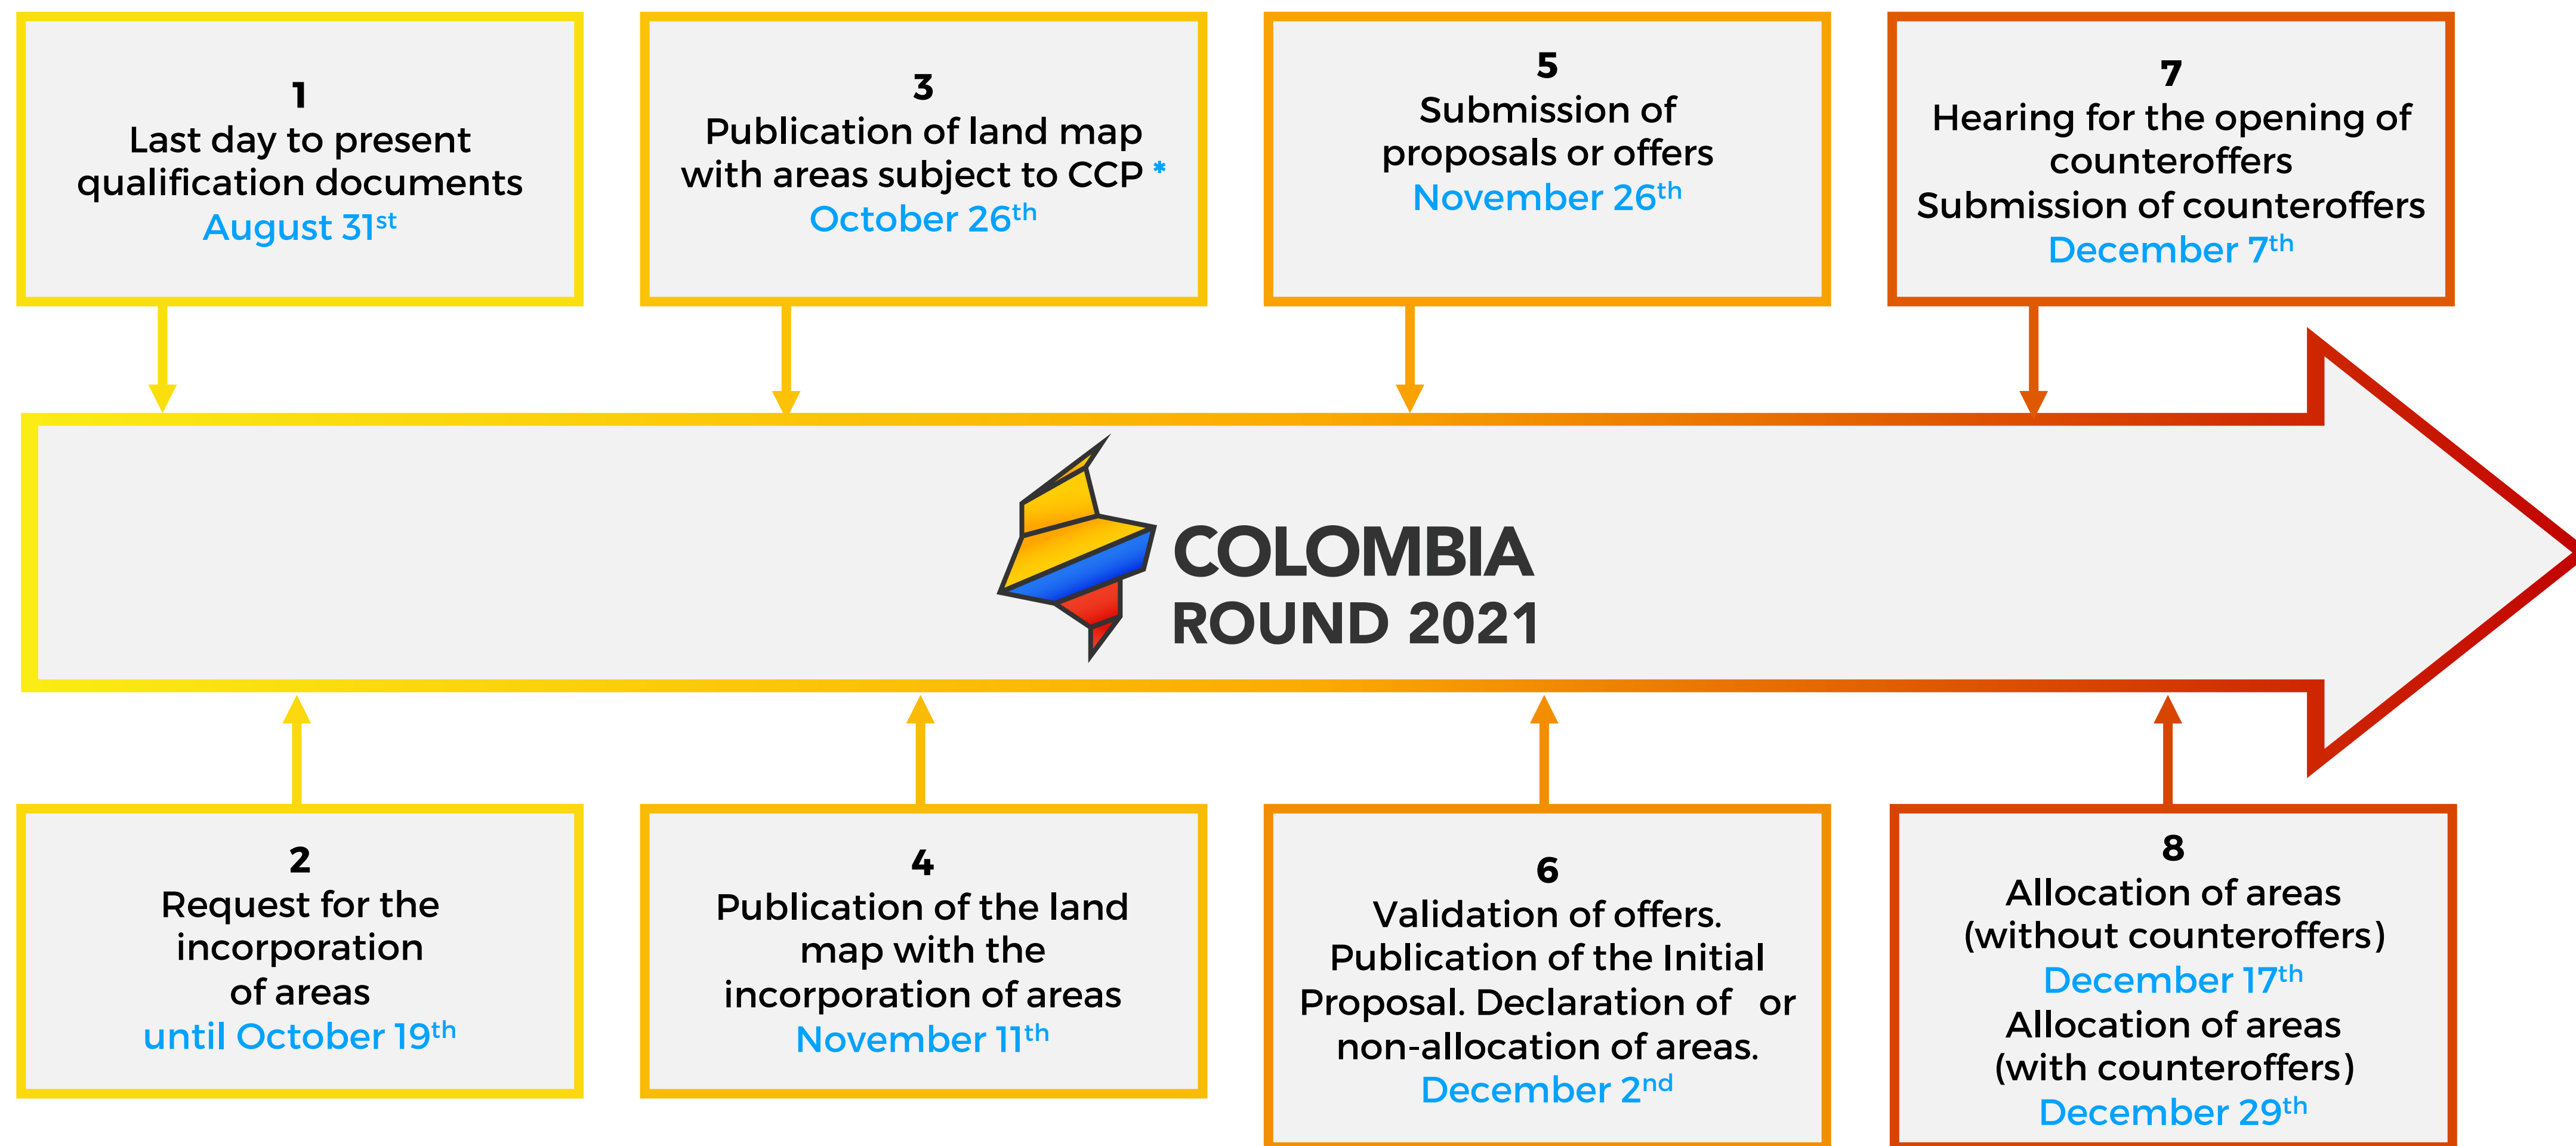 1
Last day to present
qualification documents
August 31st
3
Publication of land map
with areas subject to CCP *
October 26th
5
Submission of
proposals or offers
November 26th
7
Hearing for the opening of
counteroffers
Submission of counteroffers
December 7th
COLOMBIA
ROUND 2021
2
Request for the
incorporation
of areas
until October 19th
4
Publication of the land
map with the
incorporation of areas
November 11th
6
Validation of offers.
Publication of the Initial
Proposal. Declaration of or
non-allocation of areas.
December 2nd
8
Allocation of areas
(without counteroffers)
December 17th
Allocation of areas
(with counteroffers)
December 29th